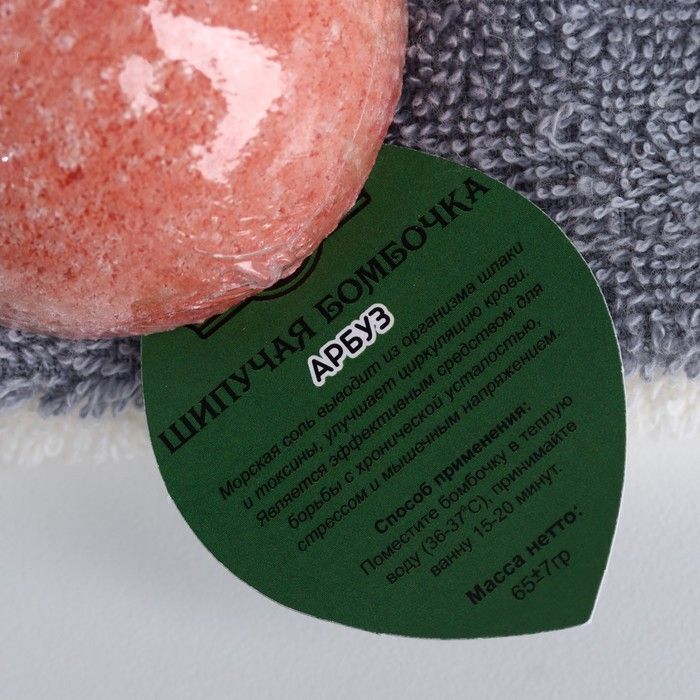 ШИПУЧАЯ БОМБОЧКА
АРБУЗ
Морская соль выводит из организма шлаки
и токсины, улучшает циркуляцию крови.
Является эффективным средством для
борьбы с хронической усталостью,
стрессом и мышечным напряжением.
Способ применения:
Поместите бомбочку в теплую
воду (36-37°С), принимайте
ванну 15-20 минут.
Масса нетто:
65±7гр